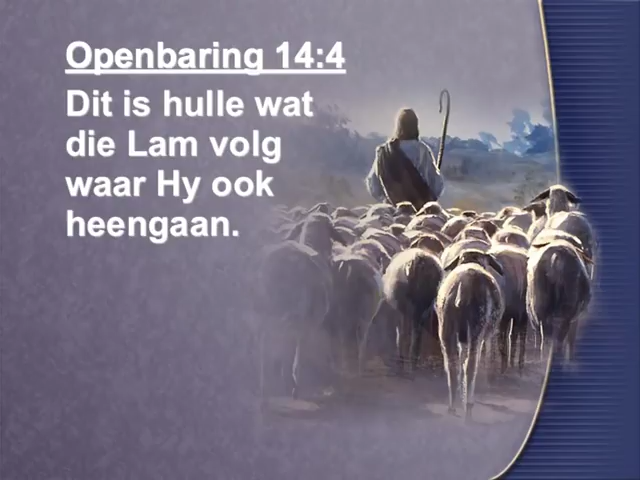 Openbaring 14:4
Dit is hulle wat
die Lam volg
waar Hy ook
heengaan.